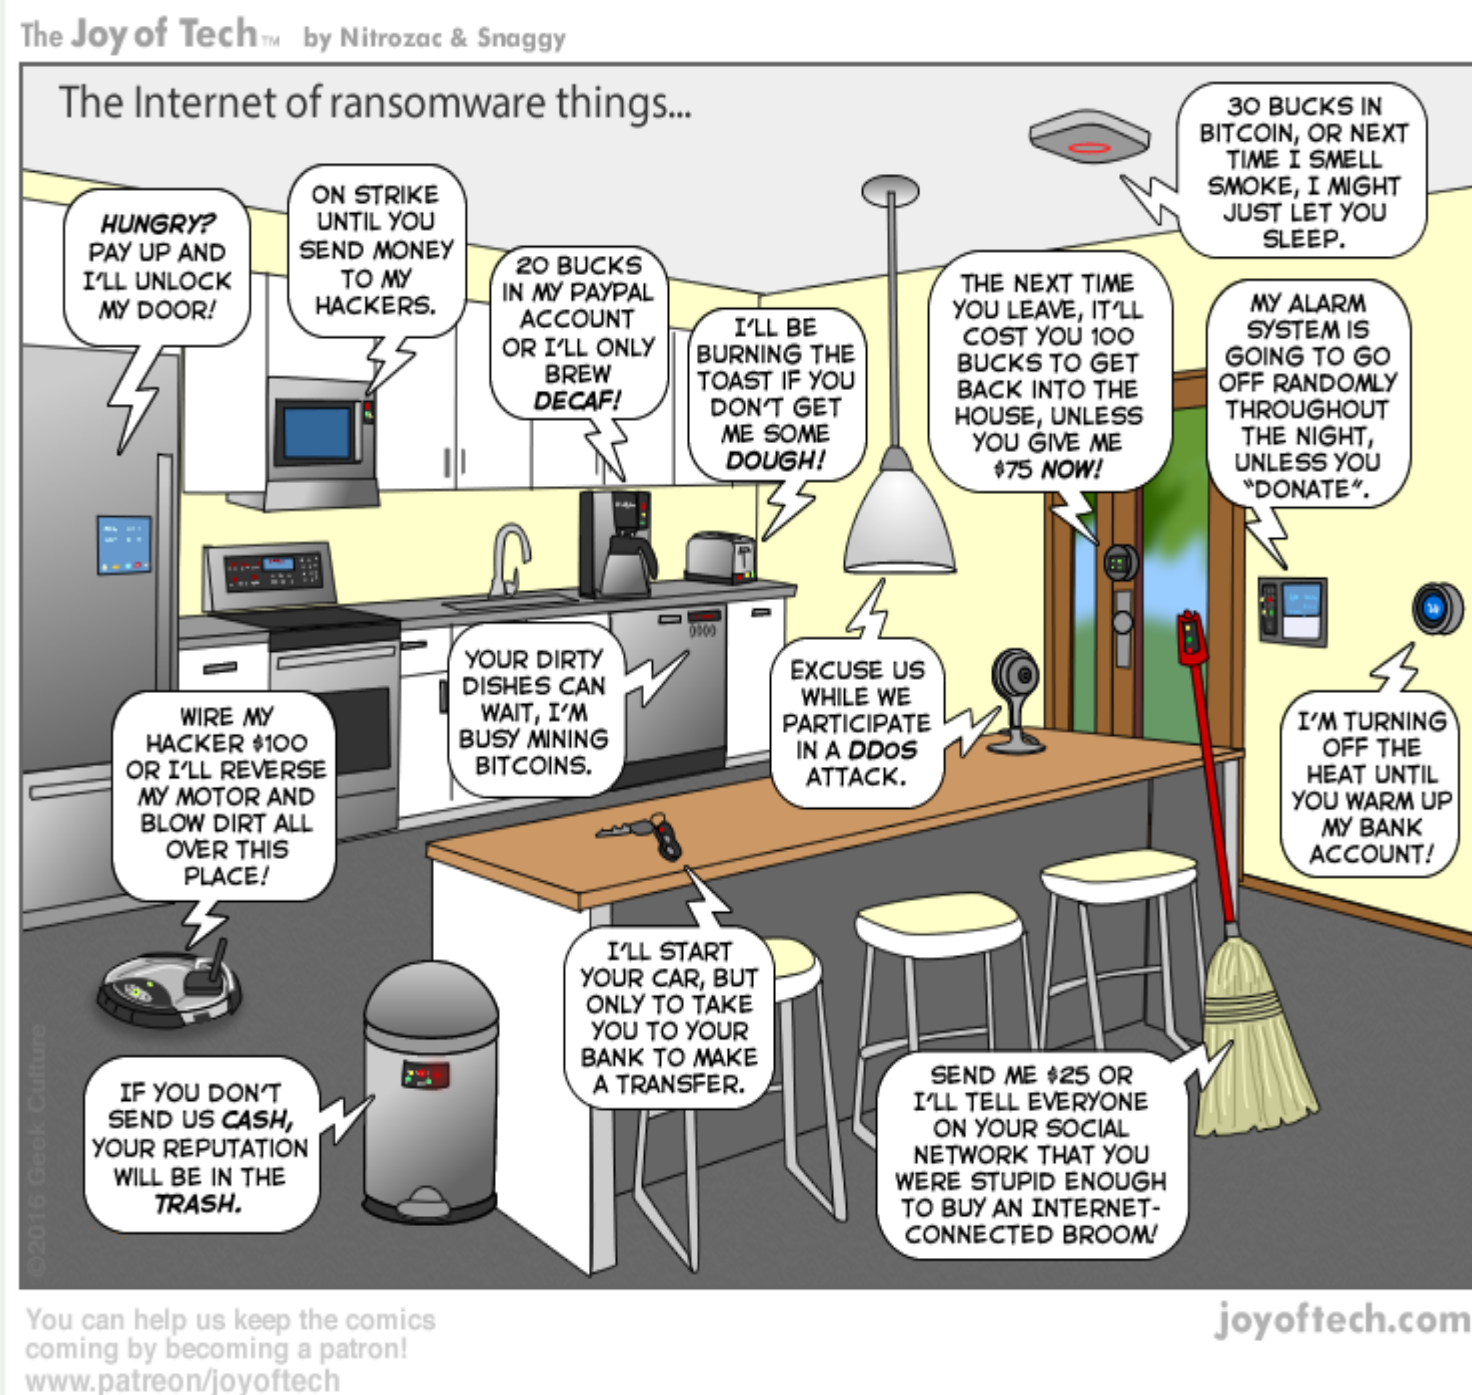 The Joy of Tech™ by Nitrozac & Snaggy
The Internet of ransomware things...
HUNGRY?
PAY UP AND
I'LL UNLOCK
MY DOOR!
ON STRIKE
UNTIL YOU
SEND MONEY
TO MY
HACKERS.
20 BUCKS
IN MY PAYPAL
ACCOUNT
OR I'LL ONLY
BREW
DECAF!
I'LL BE
BURNING THE
TOAST IF YOU
DON'T GET
ME SOME
DOUGH!
THE NEXT TIME
YOU LEAVE, IT'LL
COST YOU 100
BUCKS TO GET
BACK INTO THE
HOUSE, UNLESS
YOU GIVE ME
$75 NOW!
30 BUCKS IN
BITCOIN, OR NEXT
TIME I SMELL
SMOKE, I MIGHT
JUST LET YOU
SLEEP.
MY ALARM
SYSTEM IS
GOING TO GO
OFF RANDOMLY
THROUGHOUT
THE NIGHT,
UNLESS YOU
"DONATE".
WIRE MY
HACKER $100
OR I'LL REVERSE
MY MOTOR AND
BLOW DIRT ALL
OVER THIS
PLACE!
YOUR DIRTY
DISHES CAN
WAIT, I'M
BUSY MINING
BITCOINS.
EXCUSE US
WHILE WE
PARTICIPATE
IN A DDOS
ATTACK.
I'M TURNING
OFF THE
HEAT UNTIL
YOU WARM UP
MY BANK
ACCOUNT!
IF YOU DON'T
SEND US CASH,
YOUR REPUTATION
WILL BE IN THE
TRASH.
I'LL START
YOUR CAR, BUT
ONLY TO TAKE
YOU TO YOUR
BANK TO MAKE
A TRANSFER.
SEND ME $25 OR
I'LL TELL EVERYONE
ON YOUR SOCIAL
NETWORK THAT YOU
WERE STUPID ENOUGH
TO BUY AN INTERNET-
CONNECTED BROOM!
©2016 Geek Culture
You can help us keep the comics
coming by becoming a patron!
www.patreon/joyoftech
joyoftech.com